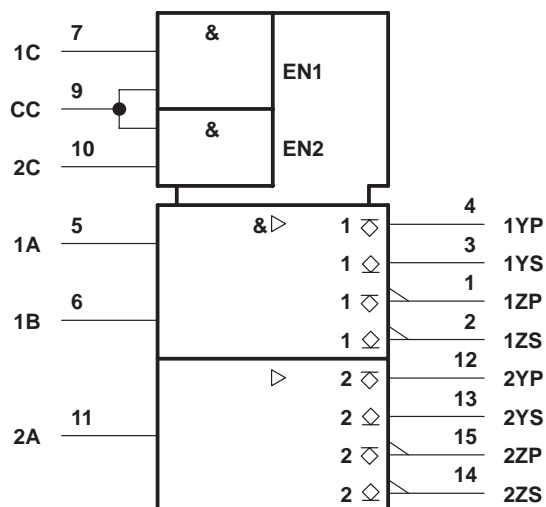 7
&
1C
EN1
9
CC
&
EN2
10
2C
5
& 1 4
1A 1YP
1 3
1YS
6 1 1
1B 1ZP
1 2
1ZS
2 12
2YP
11 2 13
2A 2YS
2 15
2ZP
2 14
2ZS